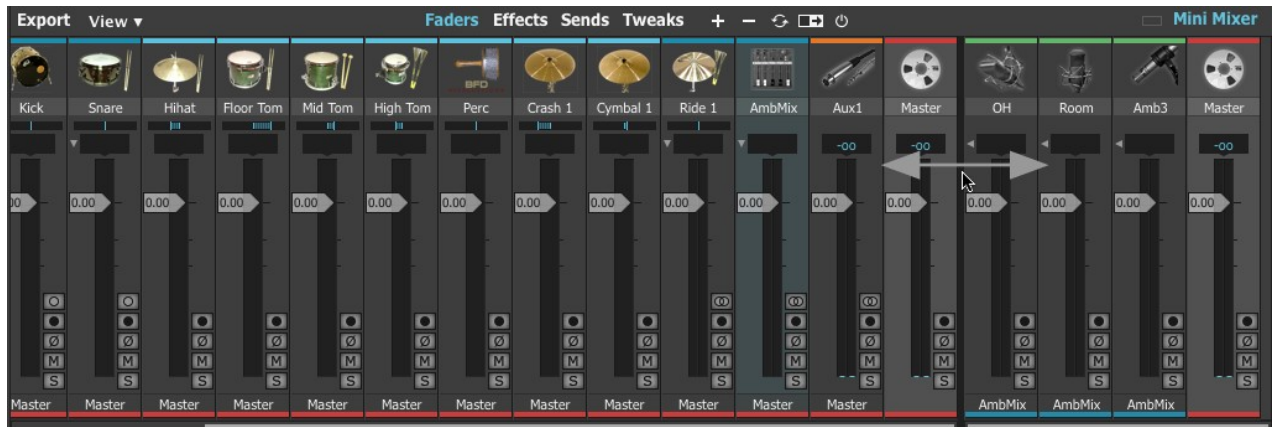 Export View ▾ Faders Effects Sends Tweaks + − Mini Mixer
BFD
Kick Snare Hihat Floor Tom Mid Tom High Tom Perc Crash 1 Cymbal 1 Ride 1 AmbMix Aux1 Master OH Room Amb3 Master
-oo -oo -oo
0.00 0.00 0.00 0.00 0.00 0.00 0.00 0.00 0.00 0.00 0.00 0.00 0.00 0.00 0.00 0.00
Ø Ø Ø Ø Ø Ø Ø Ø Ø Ø Ø Ø Ø Ø Ø Ø Ø
M M M M M M M M M M M M M M M M M
S S S S S S S S S S S S S S S S S
Master Master Master Master Master Master Master Master Master Master Master Master AmbMix AmbMix AmbMix